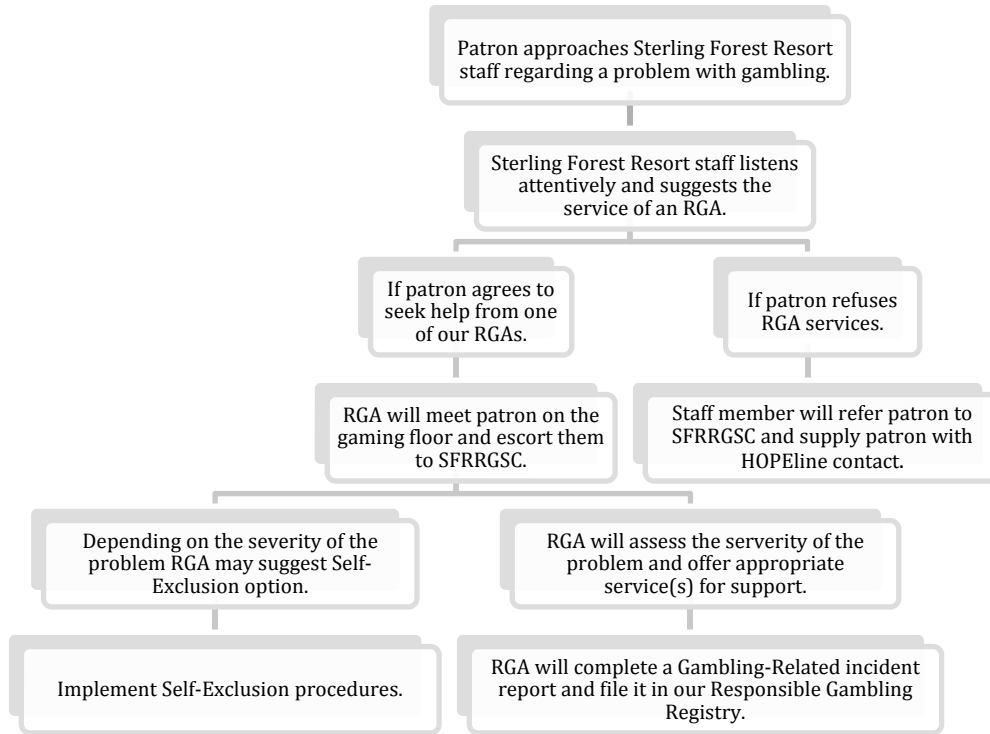 Patron approaches Sterling Forest Resort
staff regarding a problem with gambling.
Sterling Forest Resort staff listens
attentively and suggests the
service of an RGA.
If patron agrees to
seek help from one
of our RGAs.
If patron refuses
RGA services.
RGA will meet patron on the
gaming floor and escort them
to SFRRGSC.
Staff member will refer patron to
SFRRGSC and supply patron with
HOPEline contact.
Depending on the severity of the
problem RGA may suggest Self-
Exclusion option.
RGA will assess the serverity of the
problem and offer appropriate
service(s) for support.
Implement Self-Exclusion procedures.
RGA will complete a Gambling-Related incident
report and file it in our Responsible Gambling
Registry.